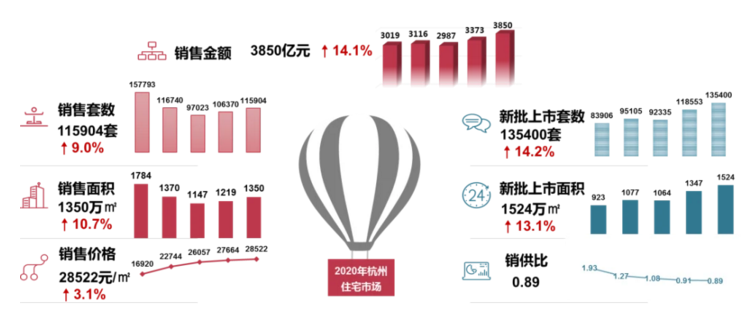 3019 3116 2987 3373 3850
销售金额 3850亿元 ↑14.1%
157793 116740 97023 106370 115904
销售套数
115904套
↑9.0%
1784 1370 1147 1219 1350
销售面积
1350万㎡
↑10.7%
16920 22744 26057 27664 28522
销售价格
28522元/㎡
↑3.1%
2020年杭州
住宅市场
83906 95105 92335 118553 135400
新批上市套数
135400套
↑14.2%
923 1077 1064 1347 1524
24
新批上市面积
1524万㎡
↑13.1%
1.93 1.27 1.08 0.91 0.89
销供比
0.89